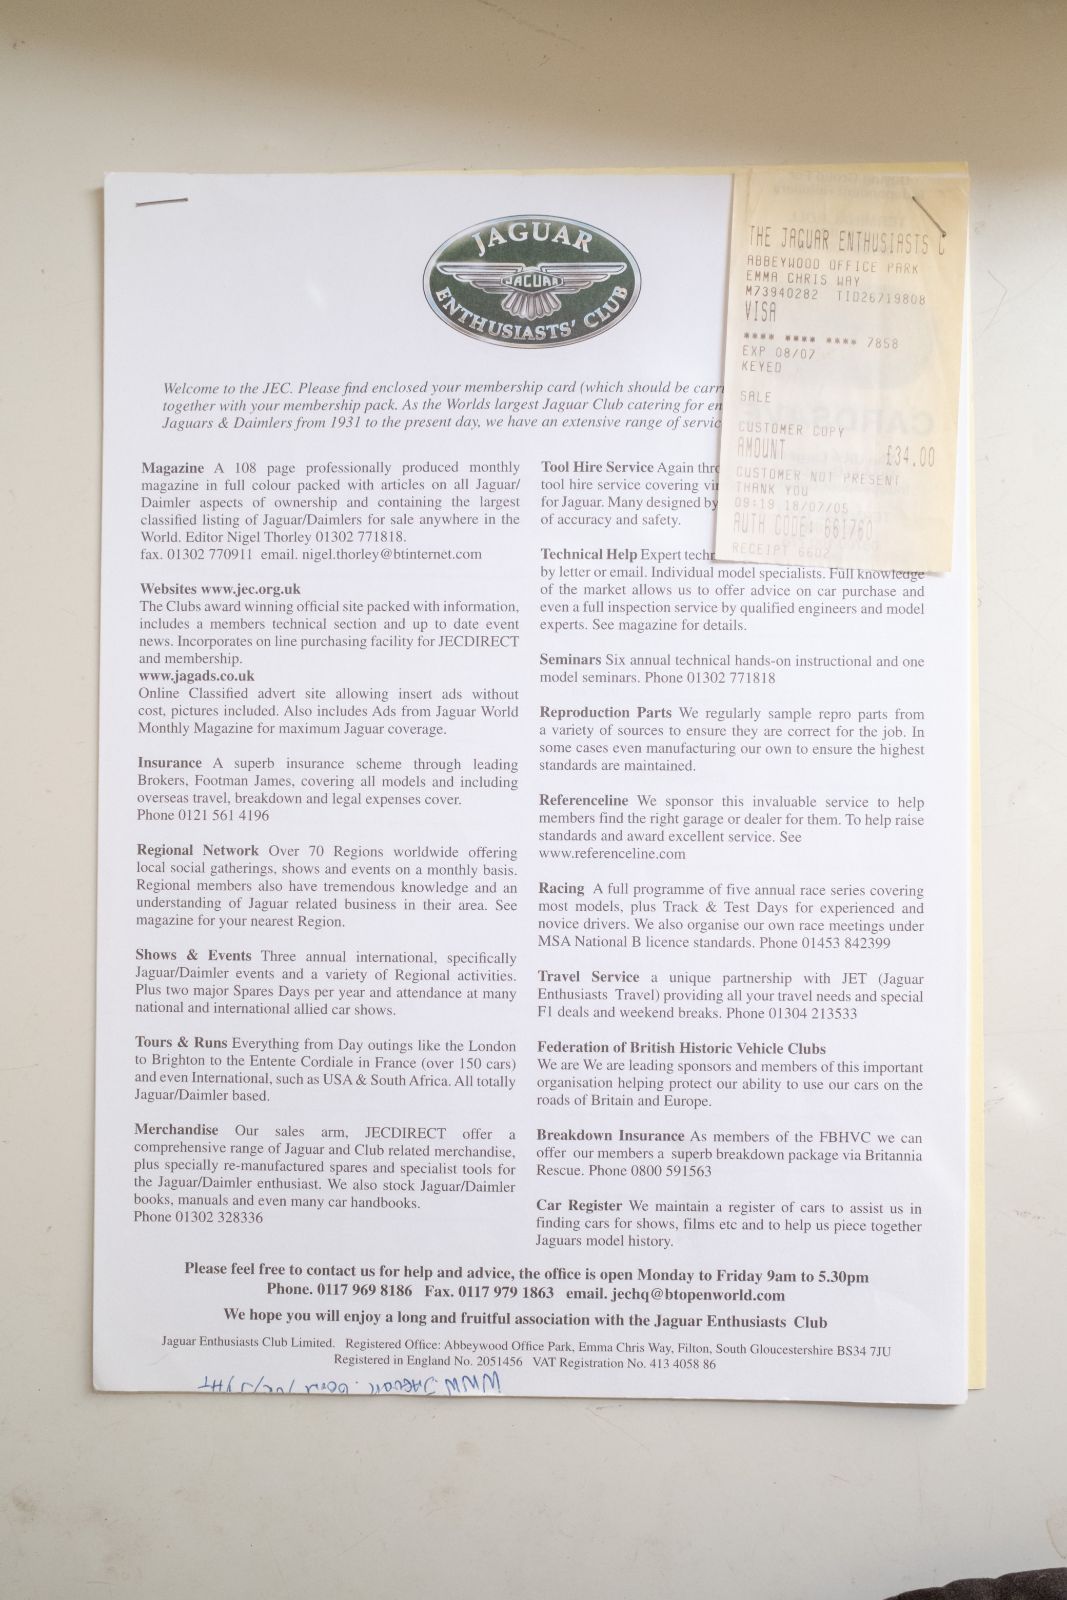 JAGUAR
JAGUAR
ENTHUSIASTS' CLUB
THE JAGUAR ENTHUSIASTS C
ABBEYWOOD OFFICE PARK
EMMA CHRIS WAY
M73940282 TID26719808
VISA
**** **** **** 7858
EXP 08/07
KEYED
SALE
CUSTOMER COPY
AMOUNT £34.00
CUSTOMER NOT PRESENT
THANK YOU
09:19 18/07/05
AUTH CODE: 661760
RECEIPT 6602
Welcome to the JEC. Please find enclosed your membership card (which should be carr
together with your membership pack. As the Worlds largest Jaguar Club catering for en
Jaguars & Daimlers from 1931 to the present day, we have an extensive range of servic
Magazine A 108 page professionally produced monthly
magazine in full colour packed with articles on all Jaguar/
Daimler aspects of ownership and containing the largest
classified listing of Jaguar/Daimlers for sale anywhere in the
World. Editor Nigel Thorley 01302 771818.
fax. 01302 770911 email. nigel.thorley@btinternet.com
Websites www.jec.org.uk
The Clubs award winning official site packed with information,
includes a members technical section and up to date event
news. Incorporates on line purchasing facility for JECDIRECT
and membership.
www.jagads.co.uk
Online Classified advert site allowing insert ads without
cost, pictures included. Also includes Ads from Jaguar World
Monthly Magazine for maximum Jaguar coverage.
Insurance A superb insurance scheme through leading
Brokers, Footman James, covering all models and including
overseas travel, breakdown and legal expenses cover.
Phone 0121 561 4196
Regional Network Over 70 Regions worldwide offering
local social gatherings, shows and events on a monthly basis.
Regional members also have tremendous knowledge and an
understanding of Jaguar related business in their area. See
magazine for your nearest Region.
Shows & Events Three annual international, specifically
Jaguar/Daimler events and a variety of Regional activities.
Plus two major Spares Days per year and attendance at many
national and international allied car shows.
Tours & Runs Everything from Day outings like the London
to Brighton to the Entente Cordiale in France (over 150 cars)
and even International, such as USA & South Africa. All totally
Jaguar/Daimler based.
Merchandise Our sales arm, JECDIRECT offer a
comprehensive range of Jaguar and Club related merchandise,
plus specially re-manufactured spares and specialist tools for
the Jaguar/Daimler enthusiast. We also stock Jaguar/Daimler
books, manuals and even many car handbooks.
Phone 01302 328336
Tool Hire Service Again thr
tool hire service covering vi
for Jaguar. Many designed by
of accuracy and safety.
Technical Help Expert techn
by letter or email. Individual model specialists. Full knowledge
of the market allows us to offer advice on car purchase and
even a full inspection service by qualified engineers and model
experts. See magazine for details.
Seminars Six annual technical hands-on instructional and one
model seminars. Phone 01302 771818
Reproduction Parts We regularly sample repro parts from
a variety of sources to ensure they are correct for the job. In
some cases even manufacturing our own to ensure the highest
standards are maintained.
Referenceline We sponsor this invaluable service to help
members find the right garage or dealer for them. To help raise
standards and award excellent service. See
www.referenceline.com
Racing A full programme of five annual race series covering
most models, plus Track & Test Days for experienced and
novice drivers. We also organise our own race meetings under
MSA National B licence standards. Phone 01453 842399
Travel Service a unique partnership with JET (Jaguar
Enthusiasts Travel) providing all your travel needs and special
F1 deals and weekend breaks. Phone 01304 213533
Federation of British Historic Vehicle Clubs
We are We are leading sponsors and members of this important
organisation helping protect our ability to use our cars on the
roads of Britain and Europe.
Breakdown Insurance As members of the FBHVC we can
offer our members a superb breakdown package via Britannia
Rescue. Phone 0800 591563
Car Register We maintain a register of cars to assist us in
finding cars for shows, films etc and to help us piece together
Jaguars model history.
Please feel free to contact us for help and advice, the office is open Monday to Friday 9am to 5.30pm
Phone. 0117 969 8186 Fax. 0117 979 1863 email. jechq@btopenworld.com
We hope you will enjoy a long and fruitful association with the Jaguar Enthusiasts Club
Jaguar Enthusiasts Club Limited. Registered Office: Abbeywood Office Park, Emma Chris Way, Filton, South Gloucestershire BS34 7JU
Registered in England No. 2051456 VAT Registration No. 413 4058 86
WWW. JAGUAR